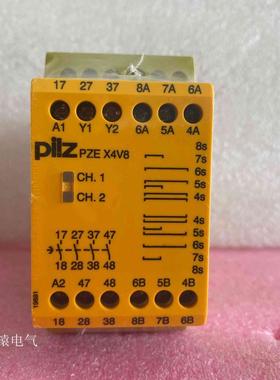 17 27 37 8A 7A 6A
A1 Y1 Y2 6A 5A 4A
pilz PZE X4V8
8s
7s
6s
5s
4s
CH. 1
CH. 2
4s
5s
6s
7s
8s
17 27 37 47
18 28 38 48
A2 47 48 6B 5B 4B
18 28 38 8B 7B 6B